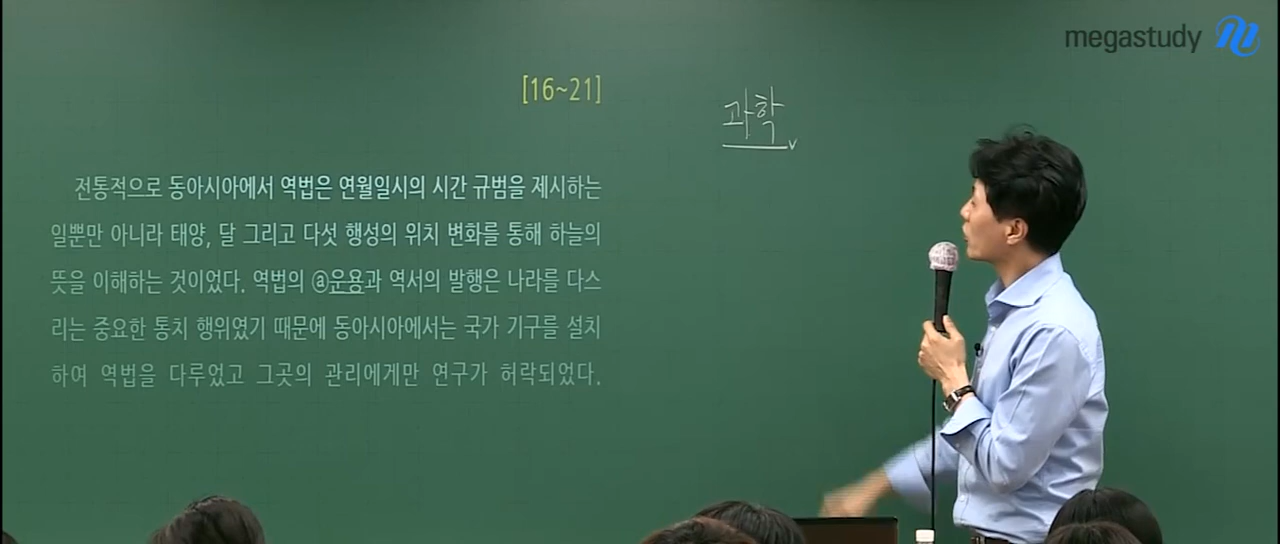 megastudy
[16~21]
과학
전통적으로 동아시아에서 역법은 연월일시의 시간 규범을 제시하는
일뿐만 아니라 태양, 달 그리고 다섯 행성의 위치 변화를 통해 하늘의
뜻을 이해하는 것이었다. 역법의 ⓐ운용과 역서의 발행은 나라를 다스
리는 중요한 통치 행위였기 때문에 동아시아에서는 국가 기구를 설치
하여 역법을 다루었고 그곳의 관리에게만 연구가 허락되었다.